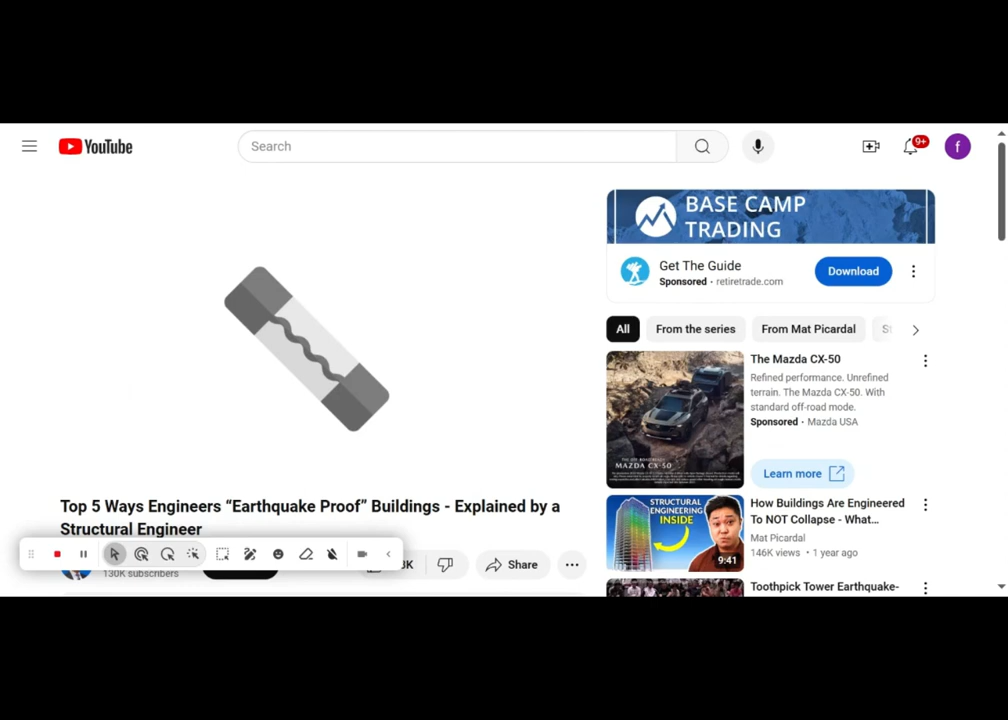 YouTube
Search
9+
f
BASE CAMP
TRADING
Get The Guide
Sponsored · retiretrade.com
Download
All
From the series
From Mat Picardal
The Mazda CX-50
Refined performance. Unrefined
terrain. The Mazda CX-50. With
standard off-road mode.
Sponsored · Mazda USA
MAZDA CX-50
Learn more
Top 5 Ways Engineers “Earthquake Proof” Buildings - Explained by a
Structural Engineer
130K subscribers
Share
STRUCTURAL
ENGINEERING
INSIDE
9:41
How Buildings Are Engineered
To NOT Collapse - What...
Mat Picardal
146K views · 1 year ago
Toothpick Tower Earthquake-